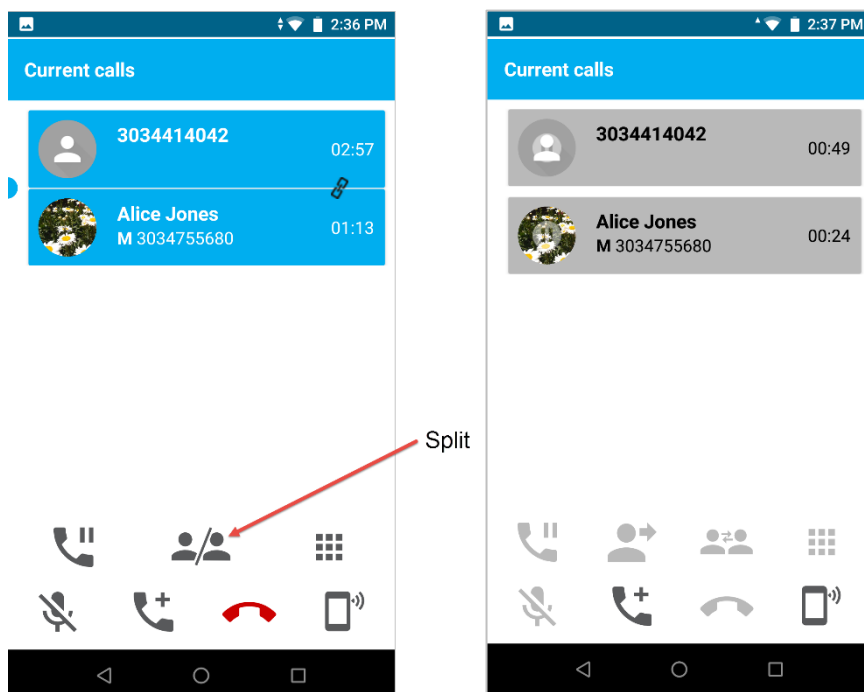 2:36 PM
Current calls
3034414042
02:57
Alice Jones
M 3034755680
01:13
Split
2:37 PM
Current calls
3034414042
00:49
Alice Jones
M 3034755680
00:24